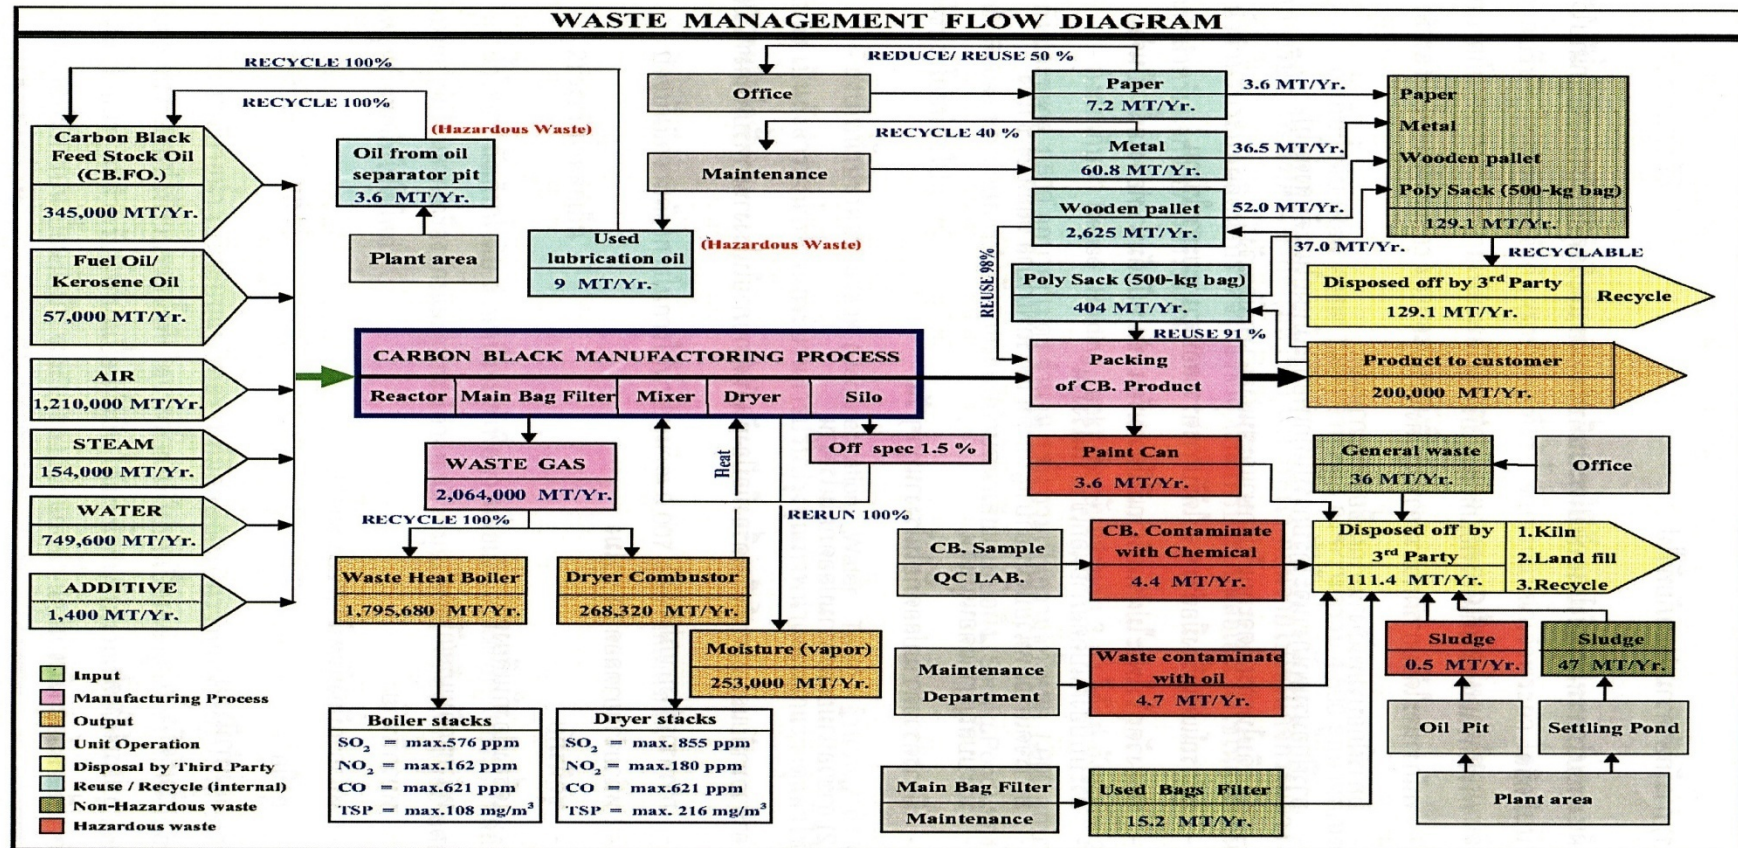 WASTE MANAGEMENT FLOW DIAGRAM
RECYCLE 100%
RECYCLE 100%
(Hazardous Waste)
Carbon Black
Feed Stock Oil
(CB.FO.)
345,000 MT/Yr.
Oil from oil
separator pit
3.6 MT/Yr.
Plant area
Used
lubrication oil
9 MT/Yr.
(Hazardous Waste)
Fuel Oil/
Kerosene Oil
57,000 MT/Yr.
AIR
1,210,000 MT/Yr.
STEAM
154,000 MT/Yr.
WATER
749,600 MT/Yr.
ADDITIVE
1,400 MT/Yr.
REDUCE/ REUSE 50 %
Office
Paper
7.2 MT/Yr.
3.6 MT/Yr.
RECYCLE 40 %
Maintenance
Metal
60.8 MT/Yr.
36.5 MT/Yr.
Wooden pallet
2,625 MT/Yr.
52.0 MT/Yr.
37.0 MT/Yr.
REUSE 98%
Poly Sack (500-kg bag)
404 MT/Yr.
REUSE 91 %
Paper
Metal
Wooden pallet
Poly Sack (500-kg bag)
129.1 MT/Yr.
RECYCLABLE
Disposed off by 3rd Party
129.1 MT/Yr.
Recycle
CARBON BLACK MANUFACTORING PROCESS
Reactor
Main Bag Filter
Mixer
Dryer
Silo
Packing
of CB. Product
Product to customer
200,000 MT/Yr.
WASTE GAS
2,064,000 MT/Yr.
Heat
Off spec 1.5 %
RECYCLE 100%
RERUN 100%
Waste Heat Boiler
1,795,680 MT/Yr.
Dryer Combustor
268,320 MT/Yr.
Moisture (vapor)
253,000 MT/Yr.
Boiler stacks
SO2 = max.576 ppm
NO2 = max.162 ppm
CO = max.621 ppm
TSP = max.108 mg/m3
Dryer stacks
SO2 = max. 855 ppm
NO2 = max.180 ppm
CO = max.621 ppm
TSP = max. 216 mg/m3
Paint Can
3.6 MT/Yr.
General waste
36 MT/Yr.
Office
CB. Sample
QC LAB.
CB. Contaminate
with Chemical
4.4 MT/Yr.
Disposed off by
3rd Party
111.4 MT/Yr.
1. Kiln
2. Land fill
3. Recycle
Maintenance
Department
Waste contaminate
with oil
4.7 MT/Yr.
Sludge
0.5 MT/Yr.
Sludge
47 MT/Yr.
Oil Pit
Settling Pond
Plant area
Main Bag Filter
Maintenance
Used Bags Filter
15.2 MT/Yr.
Input
Manufacturing Process
Output
Unit Operation
Disposal by Third Party
Reuse / Recycle (internal)
Non-Hazardous waste
Hazardous waste